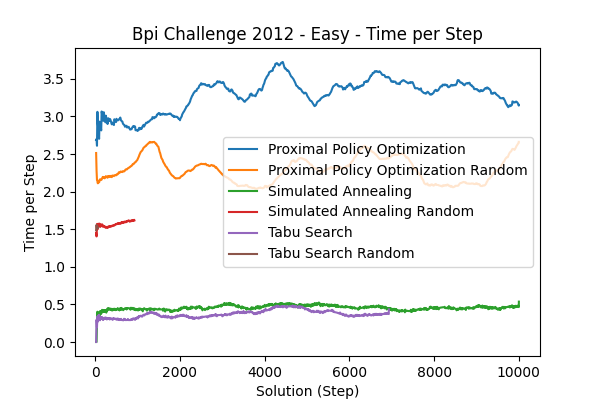 Bpi Challenge 2012 - Easy - Time per Step
Time per Step
3.5
3.0
2.5
2.0
1.5
1.0
0.5
0.0
Proximal Policy Optimization
Proximal Policy Optimization Random
Simulated Annealing
Simulated Annealing Random
Tabu Search
Tabu Search Random
0 2000 4000 6000 8000 10000
Solution (Step)